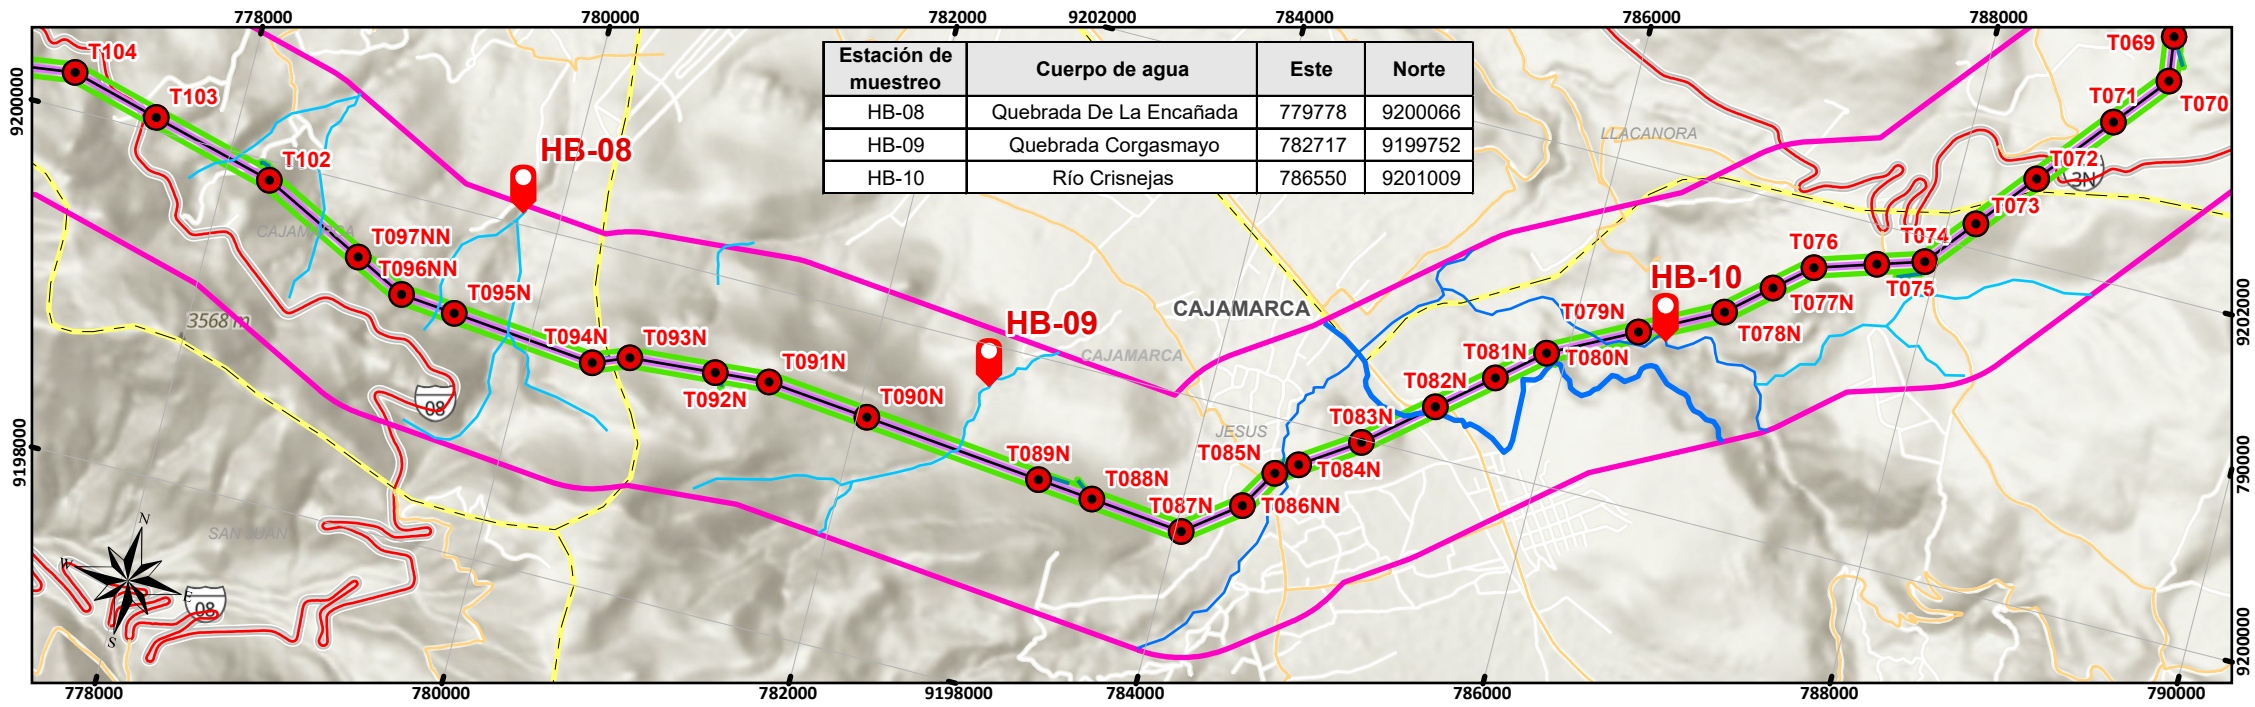 778000
780000
782000
9202000
784000
786000
788000
Estación de muestreo Cuerpo de agua Este Norte
HB-08 Quebrada De La Encañada 779778 9200066
HB-09 Quebrada Corgasmayo 782717 9199752
HB-10 Río Crisnejas 786550 9201009
T104
T103
T102
T097NN
T096NN
T095N
T094N
T093N
T092N
T091N
T090N
T089N
T088N
T087N
T086NN
T085N
T084N
T083N
T082N
T081N
T080N
T079N
T078N
T077N
T076
T075
T074
T073
T072
T071
T070
T069
HB-08
HB-09
HB-10
CAJAMARCA
CAJAMARCA
CAJAMARCA
LLACANORA
JESUS
SAN JUAN
3568 m
3N
08
08
N
W
E
S
9200000
9198000
9202000
9200000
790000
778000
780000
782000
9198000
784000
786000
788000
790000